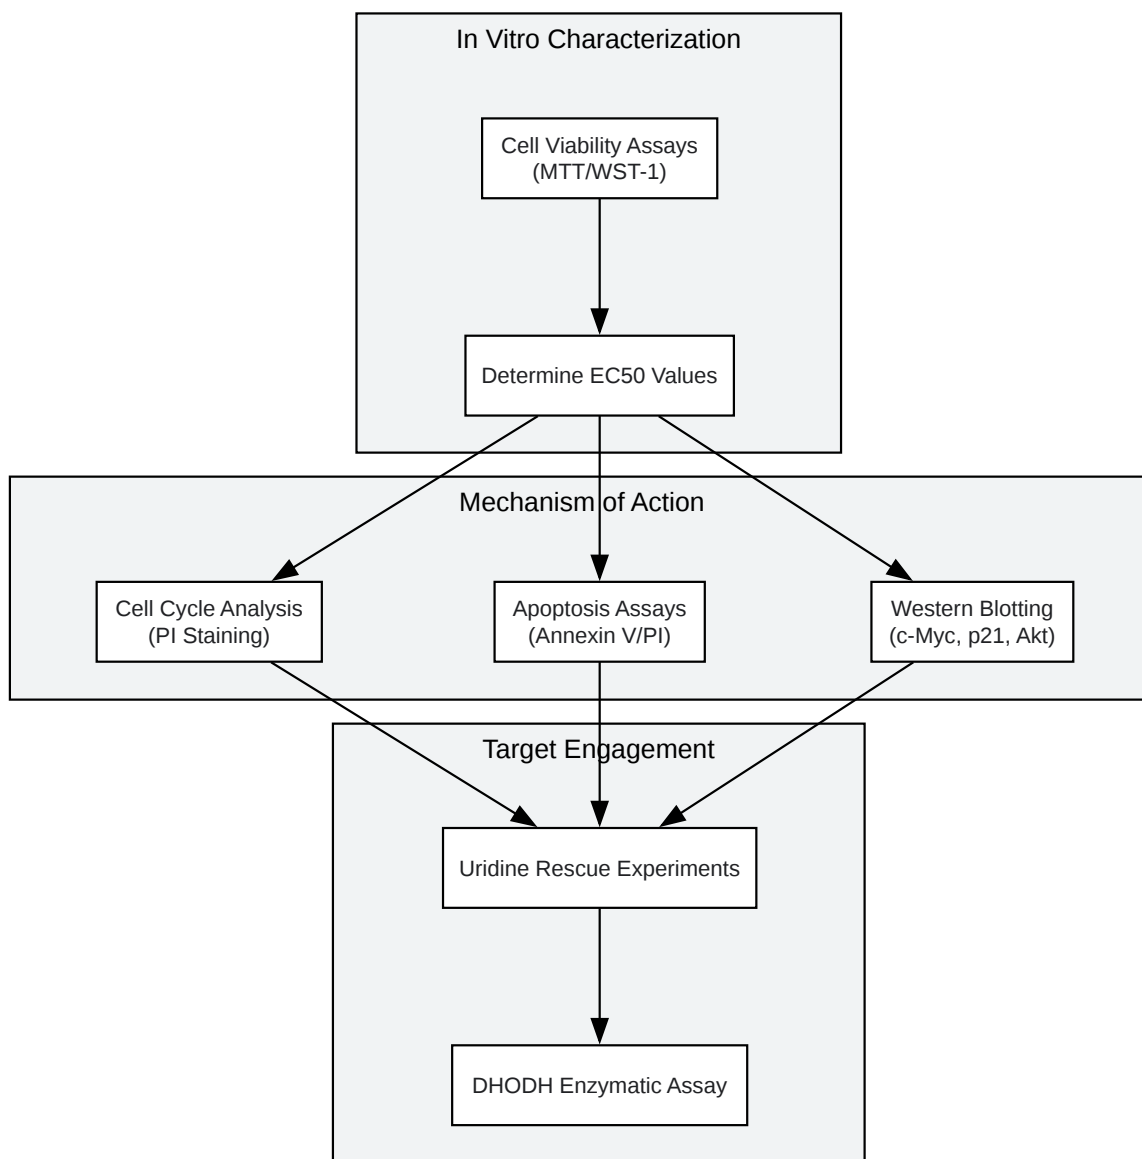 In Vitro Characterization
Cell Viability Assays
(MTT/WST-1)
Determine EC50 Values
Mechanism of Action
Cell Cycle Analysis
(PI Staining)
Apoptosis Assays
(Annexin V/PI)
Western Blotting
(c-Myc, p21, Akt)
Target Engagement
Uridine Rescue Experiments
DHODH Enzymatic Assay